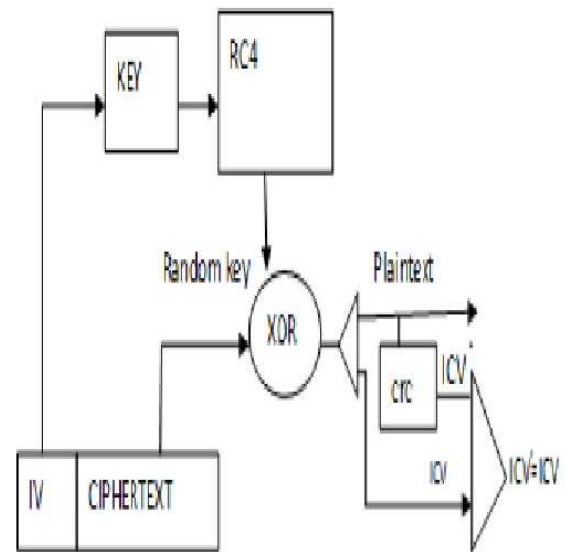 KEY
RC4
Random key
Plaintext
XOR
crc
ICV'
ICV
ICV'=ICV
IV
CIPHERTEXT